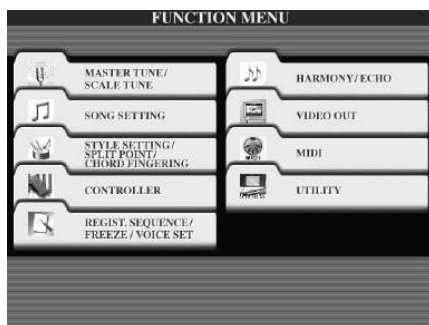 FUNCTION MENU
MASTER TUNE/
SCALE TUNE
SONG SETTING
STYLE SETTING/
SPLIT POINT/
CHORD FINGERING
CONTROLLER
REGIST. SEQUENCE/
FREEZE / VOICE SET
HARMONY/ ECHO
VIDEO OUT
MIDI
MIDI
UTILITY